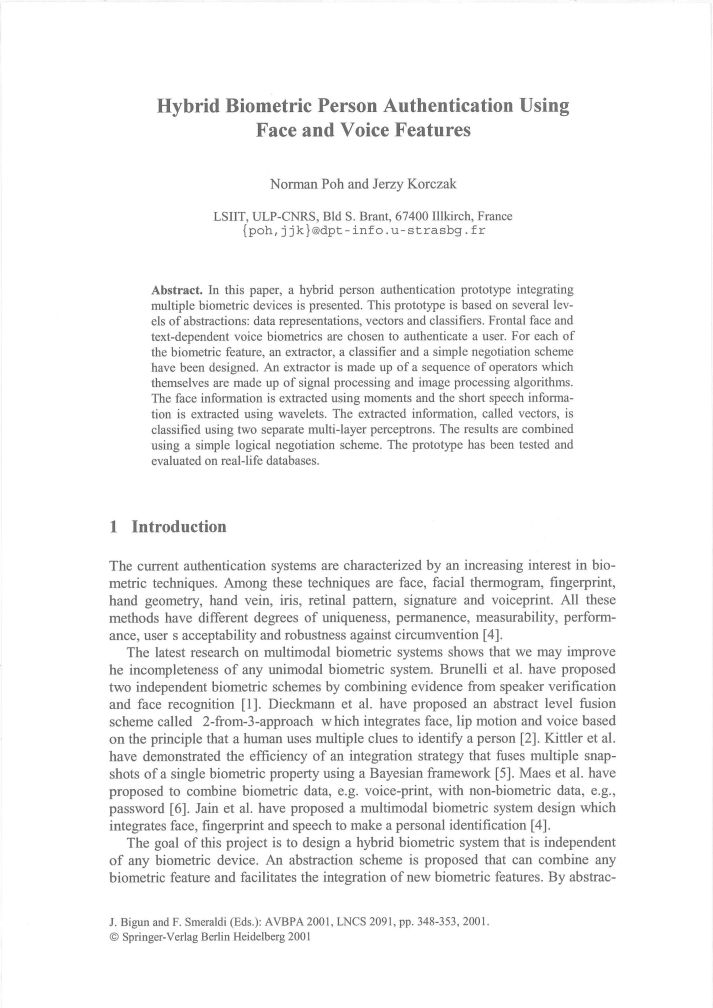 Hybrid Biometric Person Authentication Using
Face and Voice Features
Norman Poh and Jerzy Korczak
LSIIT, ULP-CNRS, Bld S. Brant, 67400 Illkirch, France
{poh,jjk}@dpt-info.u-strasbg.fr
Abstract. In this paper, a hybrid person authentication prototype integrating
multiple biometric devices is presented. This prototype is based on several lev-
els of abstractions: data representations, vectors and classifiers. Frontal face and
text-dependent voice biometrics are chosen to authenticate a user. For each of
the biometric feature, an extractor, a classifier and a simple negotiation scheme
have been designed. An extractor is made up of a sequence of operators which
themselves are made up of signal processing and image processing algorithms.
The face information is extracted using moments and the short speech informa-
tion is extracted using wavelets. The extracted information, called vectors, is
classified using two separate multi-layer perceptrons. The results are combined
using a simple logical negotiation scheme. The prototype has been tested and
evaluated on real-life databases.
1 Introduction
The current authentication systems are characterized by an increasing interest in bio-
metric techniques. Among these techniques are face, facial thermogram, fingerprint,
hand geometry, hand vein, iris, retinal pattern, signature and voiceprint. All these
methods have different degrees of uniqueness, permanence, measurability, perform-
ance, user s acceptability and robustness against circumvention [4].
The latest research on multimodal biometric systems shows that we may improve
he incompleteness of any unimodal biometric system. Brunelli et al. have proposed
two independent biometric schemes by combining evidence from speaker verification
and face recognition [1]. Dieckmann et al. have proposed an abstract level fusion
scheme called 2-from-3-approach w hich integrates face, lip motion and voice based
on the principle that a human uses multiple clues to identify a person [2]. Kittler et al.
have demonstrated the efficiency of an integration strategy that fuses multiple snap-
shots of a single biometric property using a Bayesian framework [5]. Maes et al. have
proposed to combine biometric data, e.g. voice-print, with non-biometric data, e.g.,
password [6]. Jain et al. have proposed a multimodal biometric system design which
integrates face, fingerprint and speech to make a personal identification [4].
The goal of this project is to design a hybrid biometric system that is independent
of any biometric device. An abstraction scheme is proposed that can combine any
biometric feature and facilitates the integration of new biometric features. By abstrac-
J. Bigun and F. Smeraldi (Eds.): AVBPA 2001, LNCS 2091, pp. 348-353, 2001.
© Springer-Verlag Berlin Heidelberg 2001